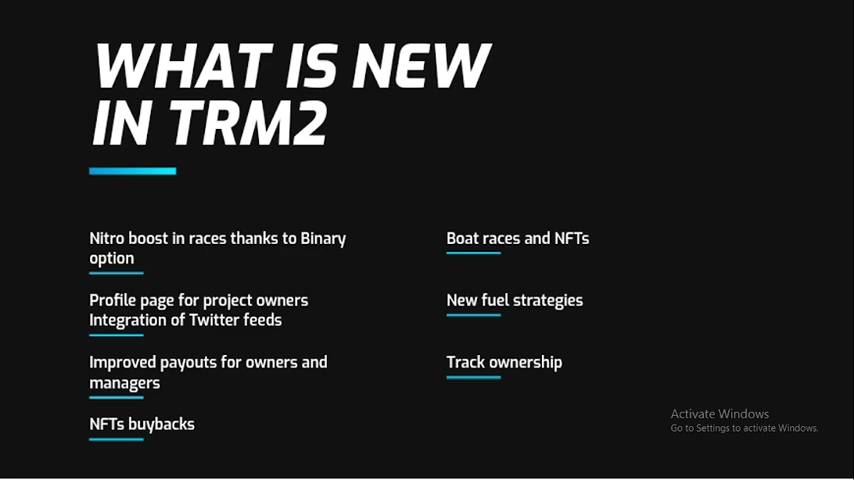 WHAT IS NEW
IN TRM2
Nitro boost in races thanks to Binary
option
Profile page for project owners
Integration of Twitter feeds
Improved payouts for owners and
managers
NFTs buybacks
Boat races and NFTs
New fuel strategies
Track ownership
Activate Windows
Go to Settings to activate Windows.